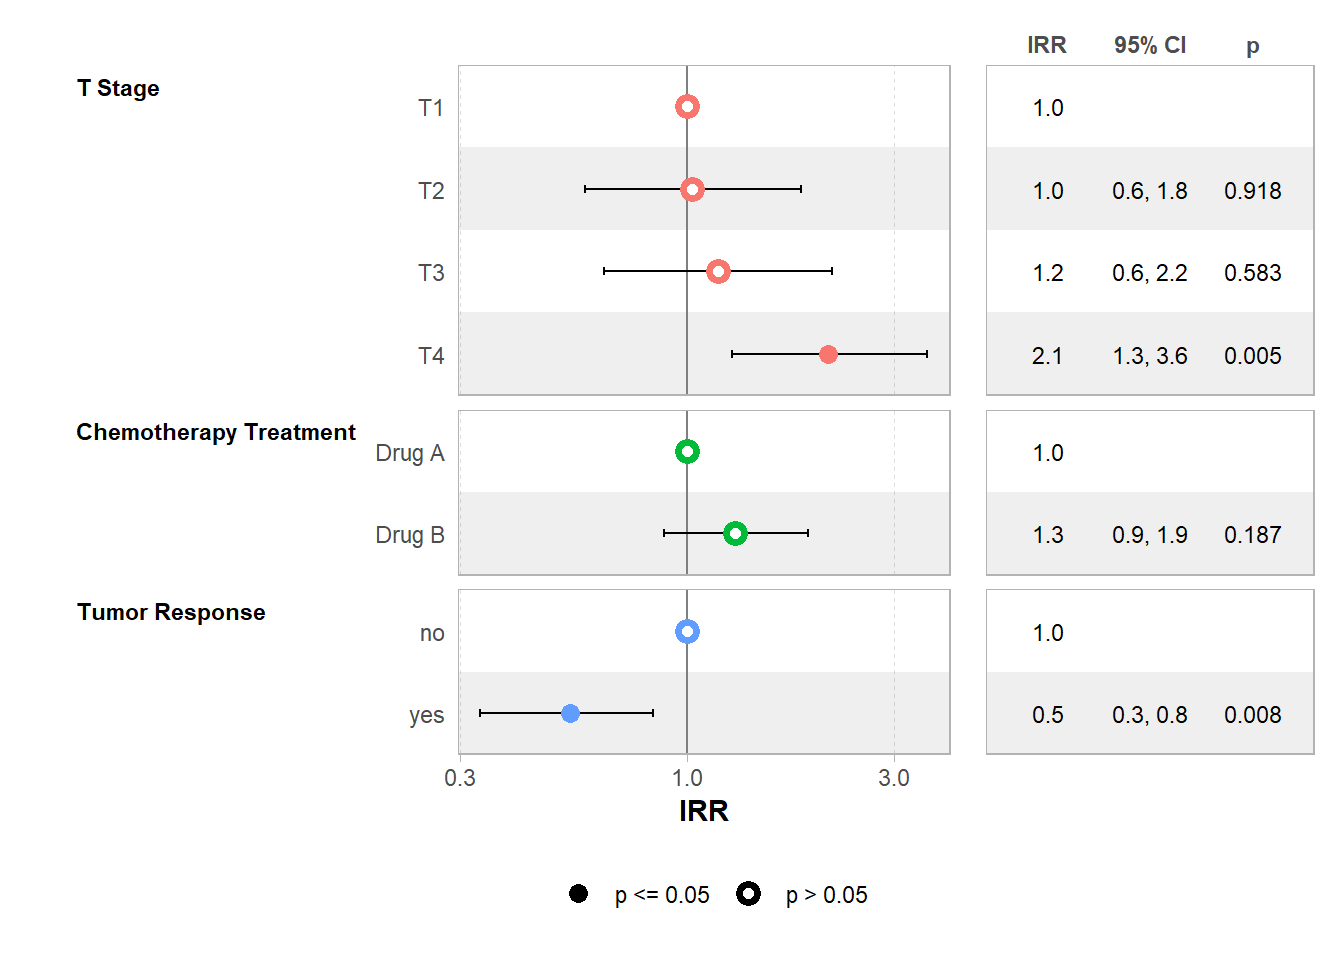 IRR 95% CI p
T Stage
T1 1.0
T2 1.0 0.6, 1.8 0.918
T3 1.2 0.6, 2.2 0.583
T4 2.1 1.3, 3.6 0.005
Chemotherapy Treatment
Drug A 1.0
Drug B 1.3 0.9, 1.9 0.187
Tumor Response
no 1.0
yes 0.5 0.3, 0.8 0.008
0.3 1.0 3.0
IRR
p <= 0.05 p > 0.05